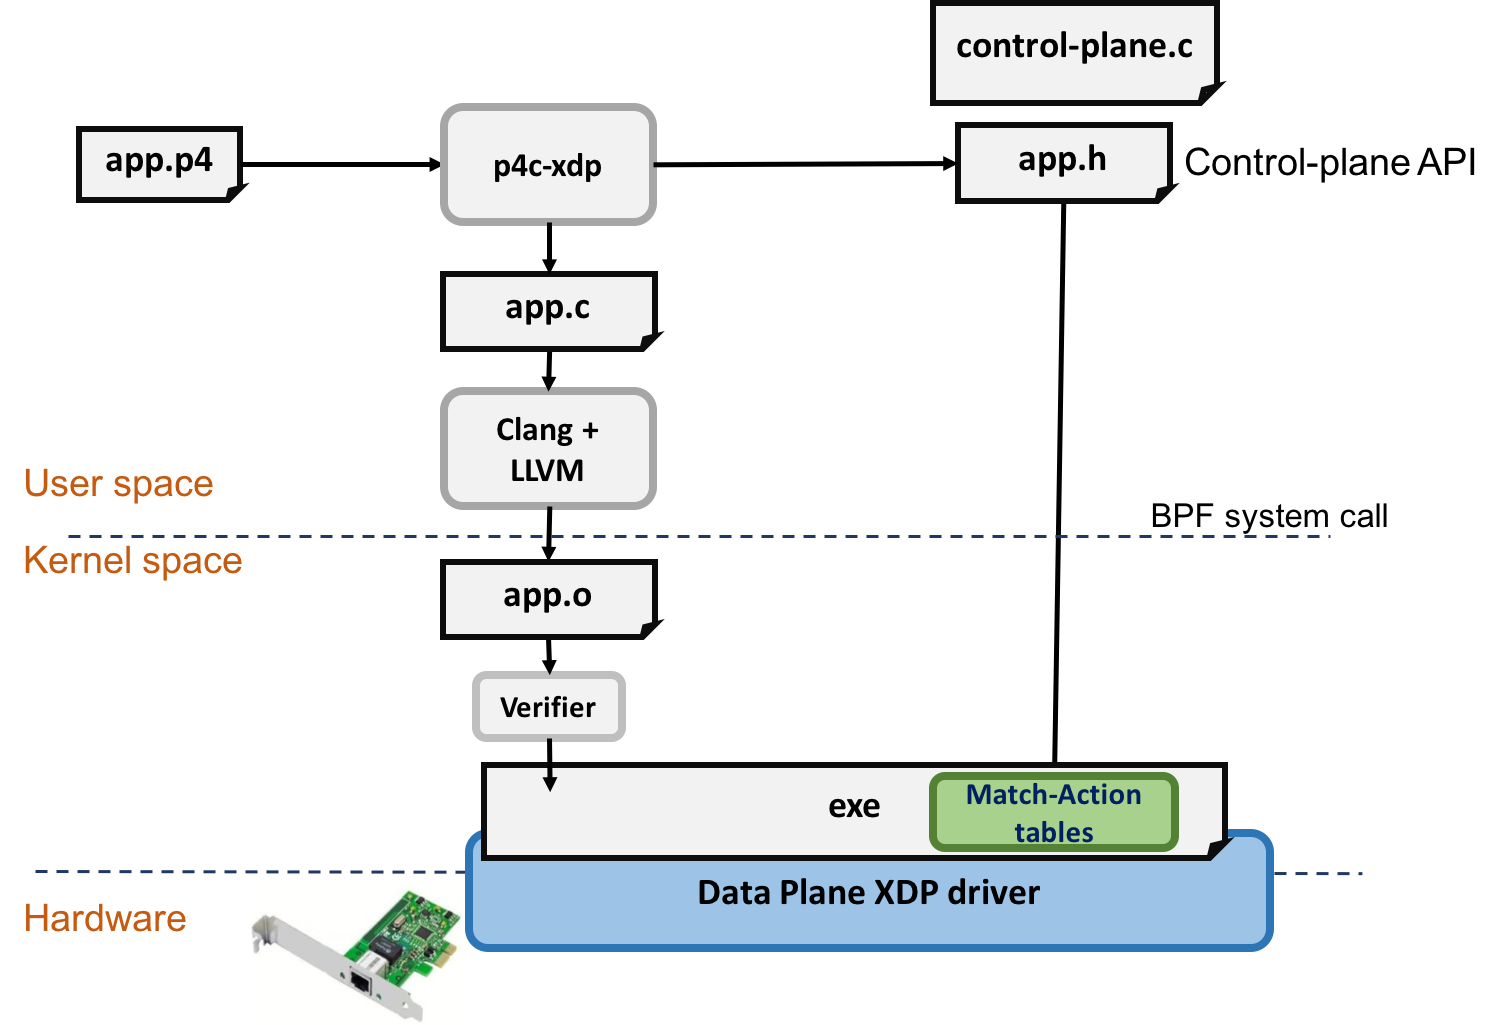 control-plane.c
app.p4
p4c-xdp
app.h
Control-plane API
app.c
Clang +
LLVM
User space
BPF system call
Kernel space
app.o
Verifier
exe
Match-Action
tables
Data Plane XDP driver
Hardware